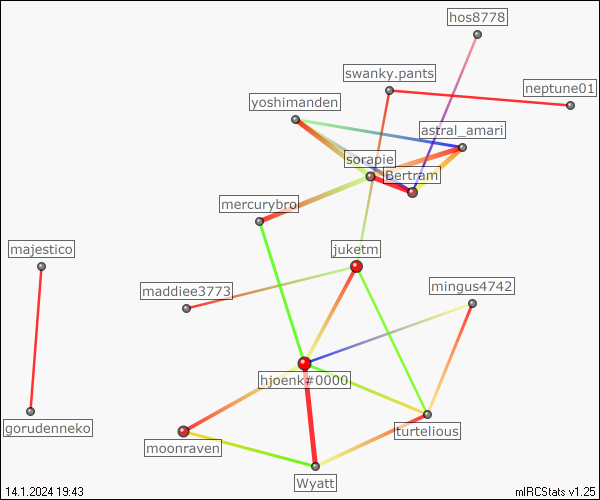 hos8778
swanky.pants
neptune01
yoshimanden
astral_amari
sorapie
Bertram
mercurybro
majestico
juketm
maddiee3773
mingus4742
hjoenk#0000
gorudenneko
turtelious
moonraven
Wyatt
14.1.2024 19:43
mIRCStats v1.25